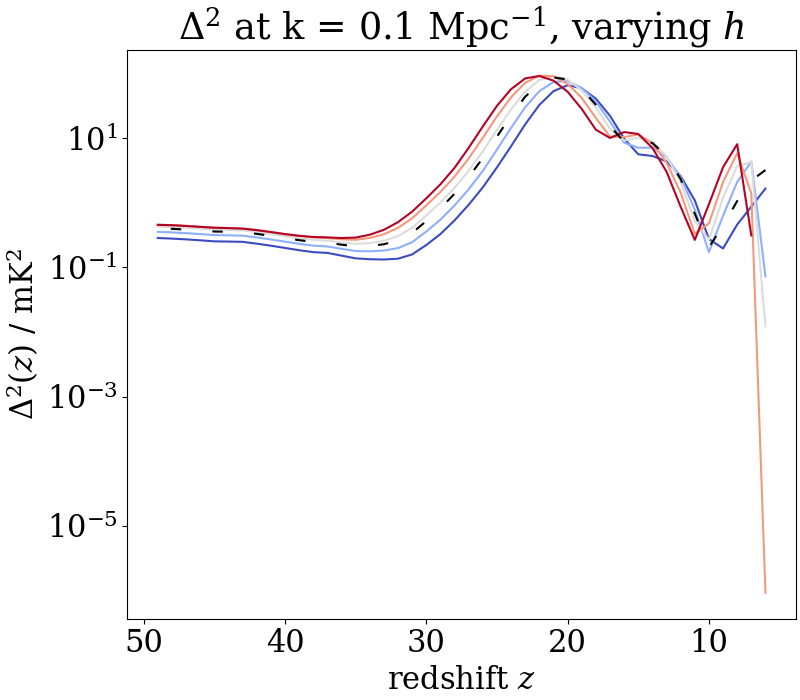 Δ² at k = 0.1 Mpc⁻¹, varying h
10¹
10⁻¹
10⁻³
10⁻⁵
Δ²(z) / mK²
50 40 30 20 10
redshift z